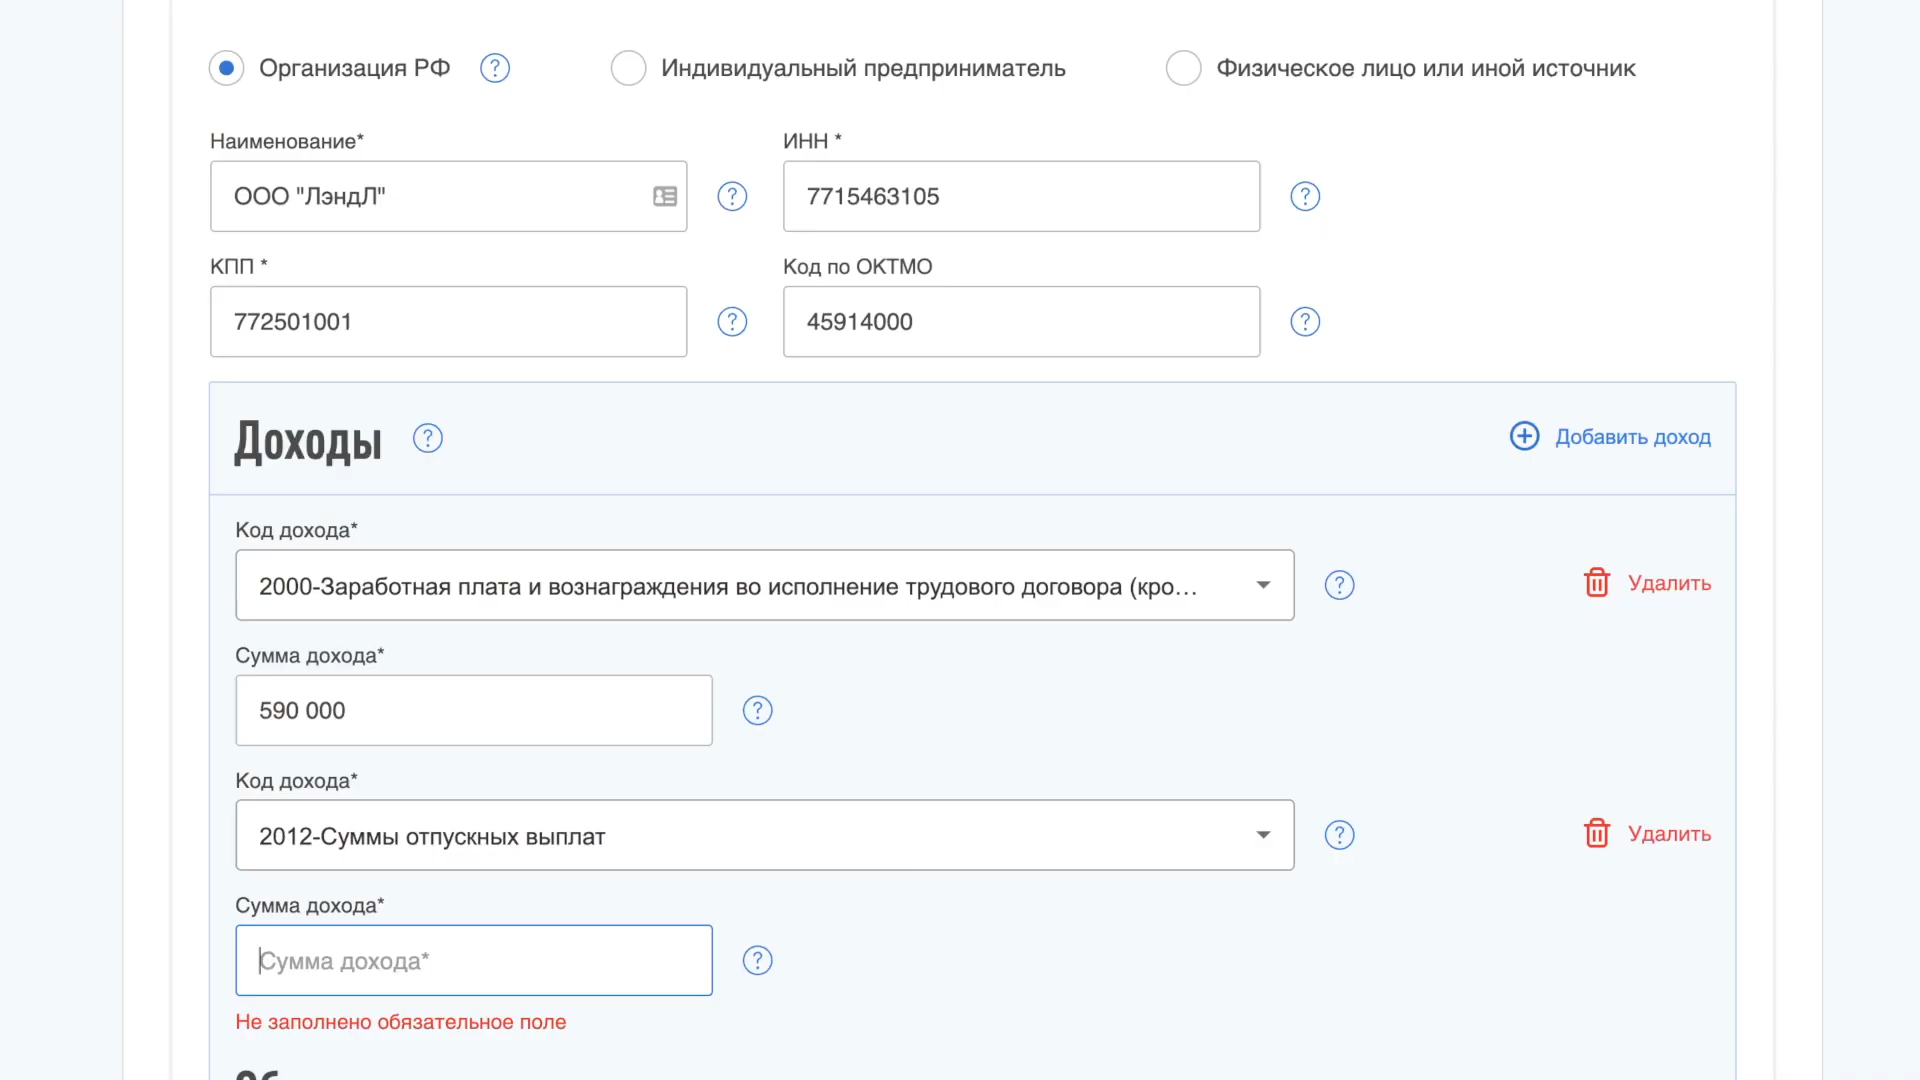 Организация РФ ? Индивидуальный предприниматель Физическое лицо или иной источник
Наименование* ИНН *
ООО "ЛэндЛ" ? 7715463105 ?
КПП * Код по ОКТМО
772501001 ? 45914000 ?
Доходы ? Добавить доход
Код дохода*
2000-Заработная плата и вознаграждения во исполнение трудового договора (кро... ? Удалить
Сумма дохода*
590 000 ?
Код дохода*
2012-Суммы отпускных выплат ? Удалить
Сумма дохода*
Сумма дохода* ?
Не заполнено обязательное поле